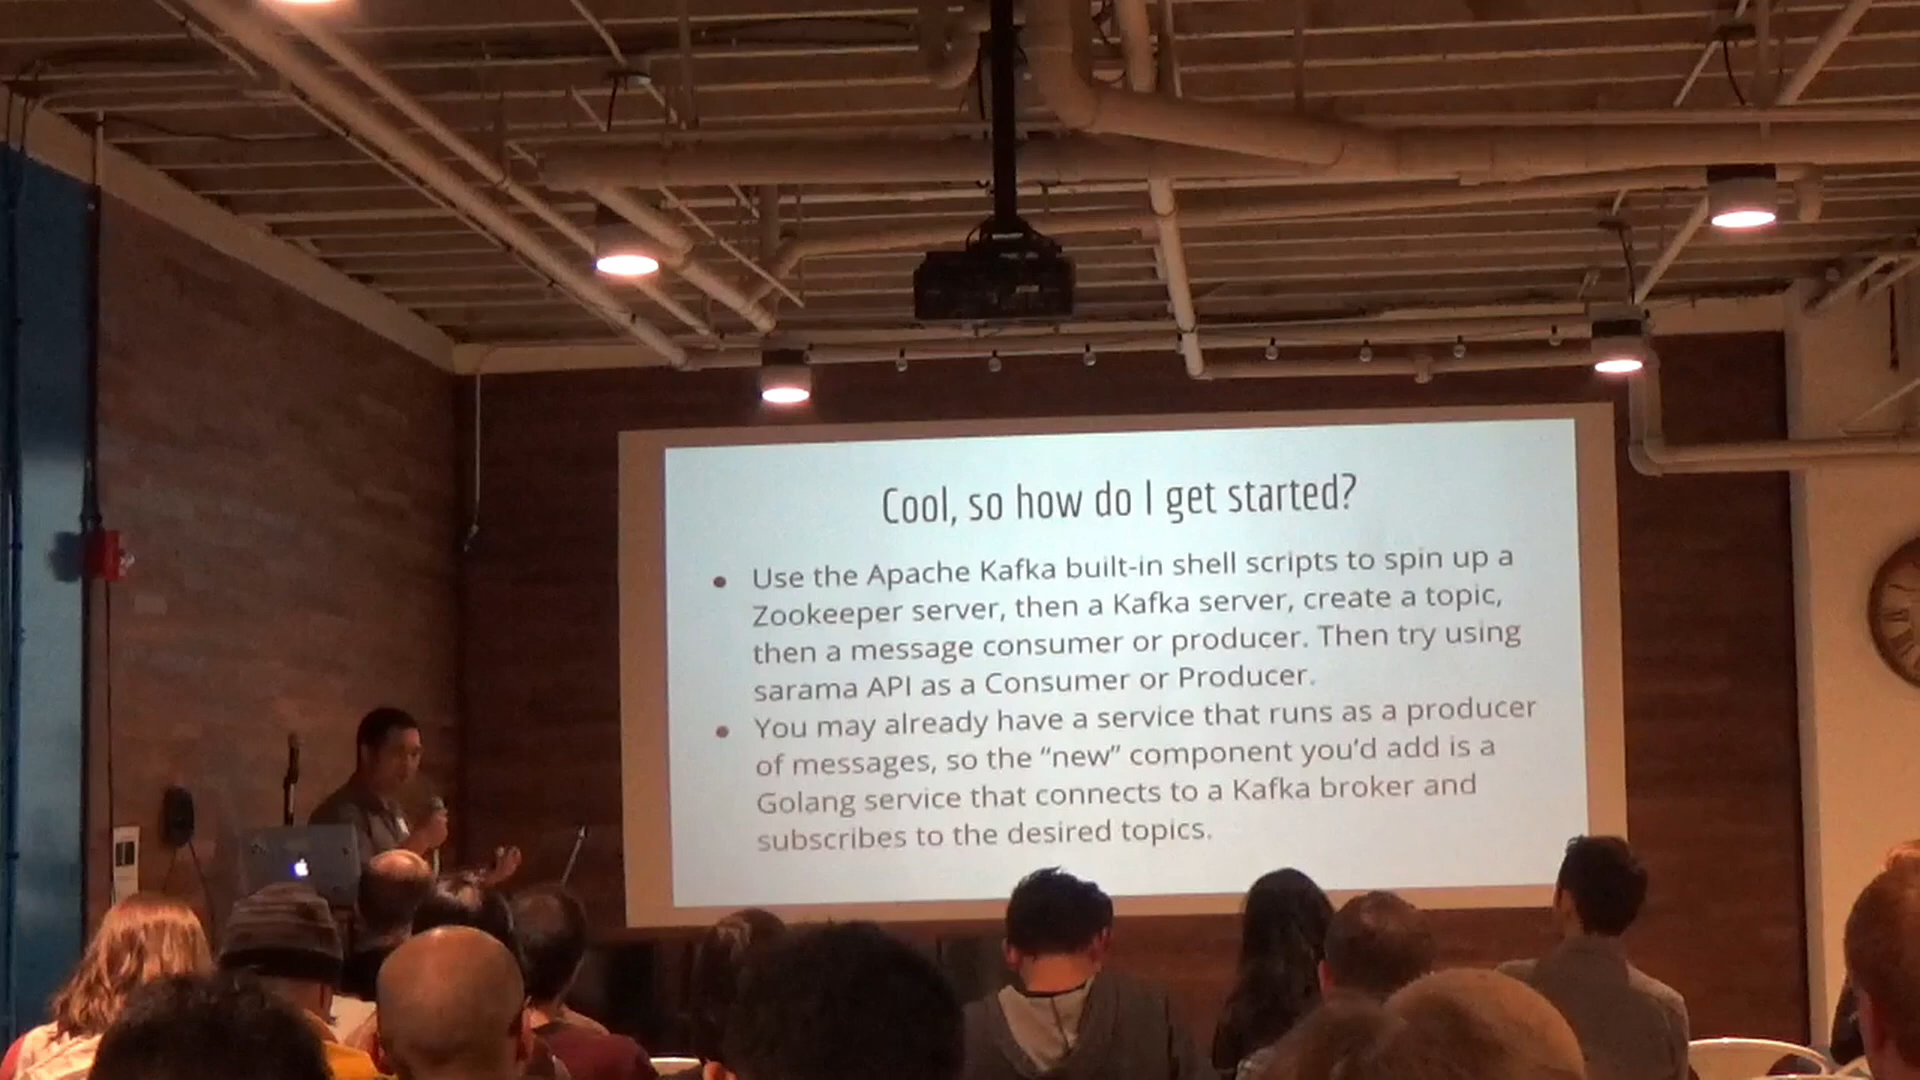 Cool, so how do I get started?
• Use the Apache Kafka built-in shell scripts to spin up a
Zookeeper server, then a Kafka server, create a topic,
then a message consumer or producer. Then try using
sarama API as a Consumer or Producer.
• You may already have a service that runs as a producer
of messages, so the “new” component you’d add is a
Golang service that connects to a Kafka broker and
subscribes to the desired topics.